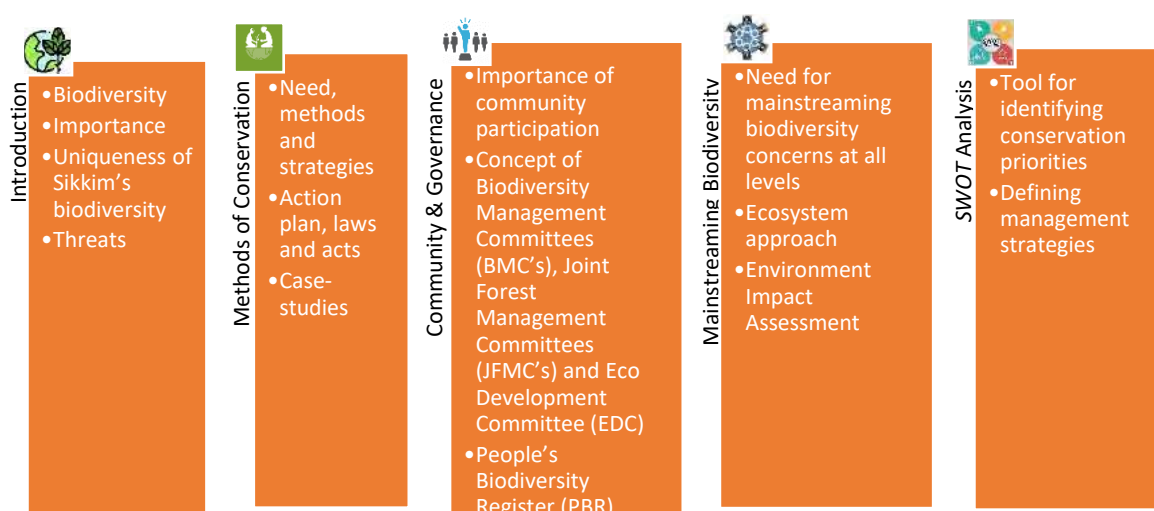 Introduction
•Biodiversity
•Importance
•Uniqueness of
Sikkim's
biodiversity
•Threats
Methods of Conservation
•Need,
methods
and
strategies
•Action
plan, laws
and acts
•Case-
studies
Community & Governance
•Importance of
community
participation
•Concept of
Biodiversity
Management
Committees
(BMC's), Joint
Forest
Management
Committees
(JFMC's) and Eco
Development
Committee (EDC)
•People's
Biodiversity
Register (PBR)
Mainstreaming Biodiversity
•Need for
mainstreaming
biodiversity
concerns at all
levels
•Ecosystem
approach
•Environment
Impact
Assessment
SWOT Analysis
•Tool for
identifying
conservation
priorities
•Defining
management
strategies